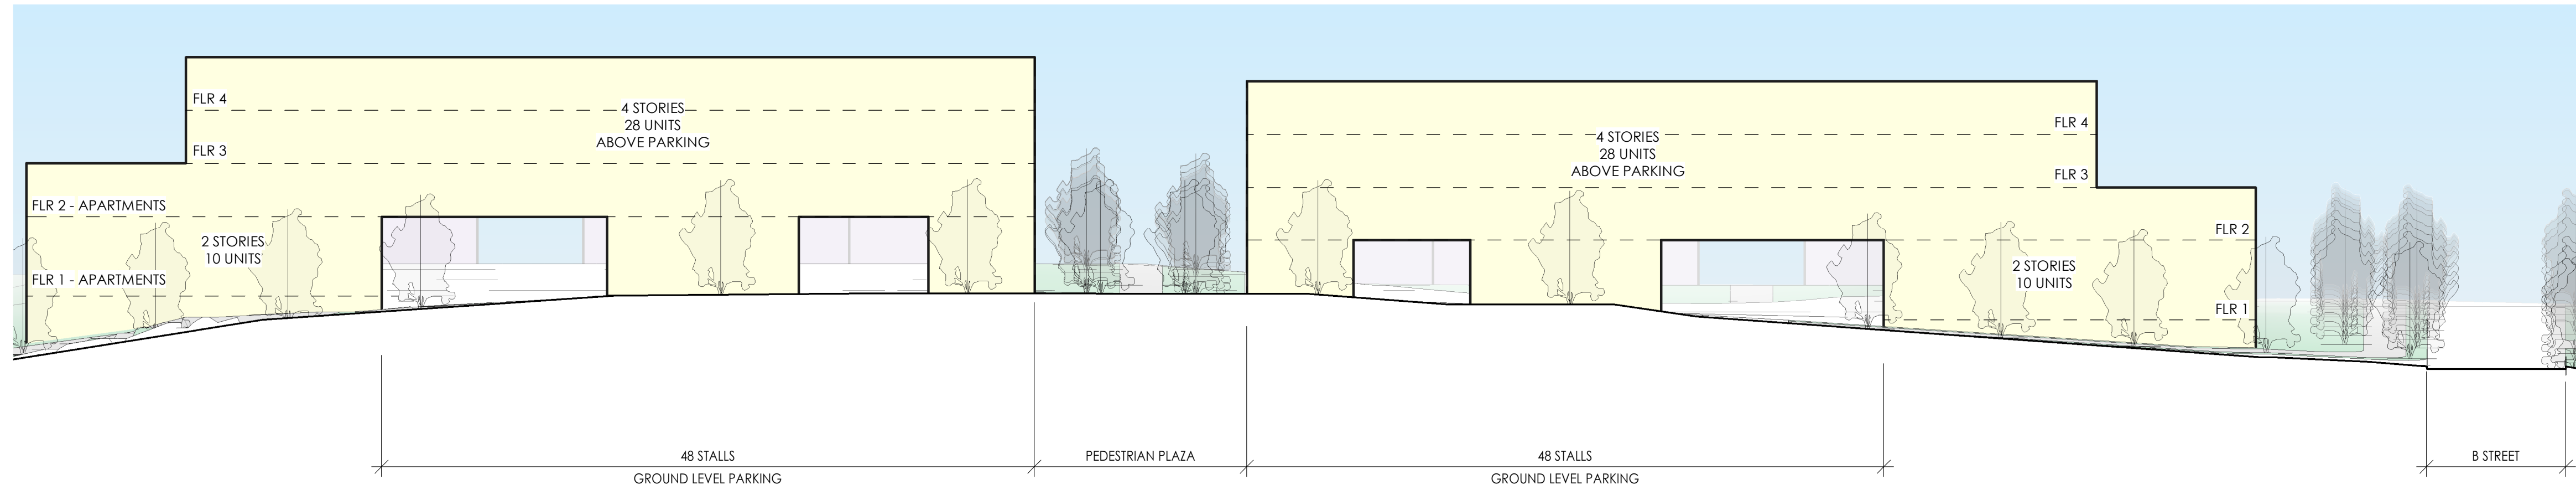 FLR 4
4 STORIES
28 UNITS
ABOVE PARKING
FLR 3
FLR 2 - APARTMENTS
2 STORIES
10 UNITS
FLR 1 - APARTMENTS
4 STORIES
28 UNITS
ABOVE PARKING
FLR 4
FLR 3
FLR 2
2 STORIES
10 UNITS
FLR 1
48 STALLS
GROUND LEVEL PARKING
PEDESTRIAN PLAZA
48 STALLS
GROUND LEVEL PARKING
B STREET